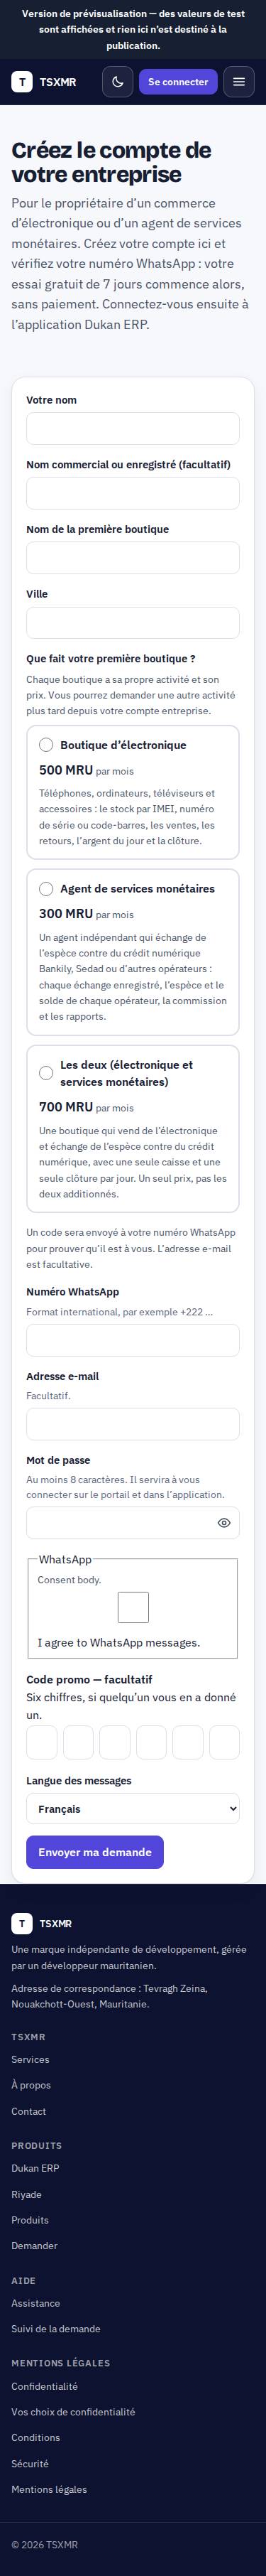 Version de prévisualisation — des valeurs de test
sont affichées et rien ici n’est destiné à la
publication.
T TSXMR
Se connecter
Créez le compte de
votre entreprise
Pour le propriétaire d’un commerce
d’électronique ou d’un agent de services
monétaires. Créez votre compte ici et
vérifiez votre numéro WhatsApp : votre
essai gratuit de 7 jours commence alors,
sans paiement. Connectez-vous ensuite à
l’application Dukan ERP.
Votre nom
Nom commercial ou enregistré (facultatif)
Nom de la première boutique
Ville
Que fait votre première boutique ?
Chaque boutique a sa propre activité et son
prix. Vous pourrez demander une autre activité
plus tard depuis votre compte entreprise.
Boutique d’électronique
500 MRU par mois
Téléphones, ordinateurs, téléviseurs et
accessoires : le stock par IMEI, numéro
de série ou code-barres, les ventes, les
retours, l’argent du jour et la clôture.
Agent de services monétaires
300 MRU par mois
Un agent indépendant qui échange de
l’espèce contre du crédit numérique
Bankily, Sedad ou d’autres opérateurs :
chaque échange enregistré, l’espèce et le
solde de chaque opérateur, la commission
et les rapports.
Les deux (électronique et
services monétaires)
700 MRU par mois
Une boutique qui vend de l’électronique
et échange de l’espèce contre du crédit
numérique, avec une seule caisse et une
seule clôture par jour. Un seul prix, pas les
deux additionnés.
Un code sera envoyé à votre numéro WhatsApp
pour prouver qu’il est à vous. L’adresse e-mail
est facultative.
Numéro WhatsApp
Format international, par exemple +222 …
Adresse e-mail
Facultatif.
Mot de passe
Au moins 8 caractères. Il servira à vous
connecter sur le portail et dans l’application.
WhatsApp
Consent body.
I agree to WhatsApp messages.
Code promo — facultatif
Six chiffres, si quelqu’un vous en a donné
un.
Langue des messages
Français
Envoyer ma demande
T TSXMR
Une marque indépendante de développement, gérée
par un développeur mauritanien.
Adresse de correspondance : Tevragh Zeina,
Nouakchott-Ouest, Mauritanie.
TSXMR
Services
À propos
Contact
PRODUITS
Dukan ERP
Riyade
Produits
Demander
AIDE
Assistance
Suivi de la demande
MENTIONS LÉGALES
Confidentialité
Vos choix de confidentialité
Conditions
Sécurité
Mentions légales
© 2026 TSXMR